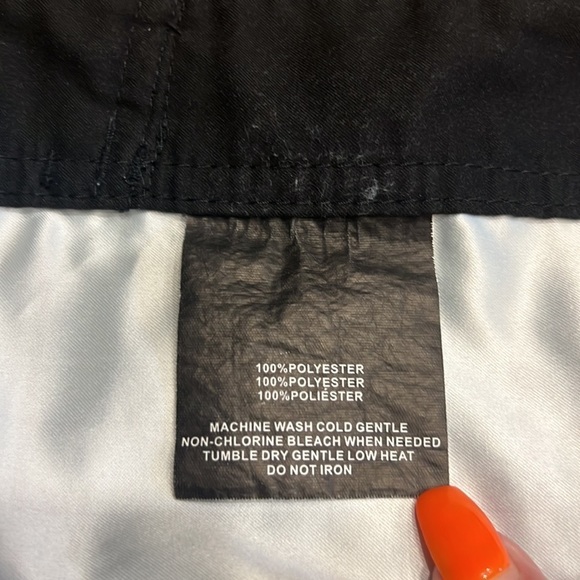 100%POLYESTER
100%POLYESTER
100%POLIÉSTER
MACHINE WASH COLD GENTLE
NON-CHLORINE BLEACH WHEN NEEDED
TUMBLE DRY GENTLE LOW HEAT
DO NOT IRON